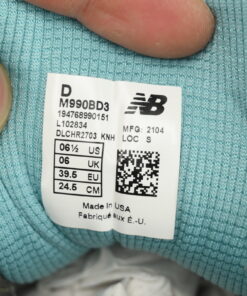 D
M990BD3
194768990151
L102834
DLCHR2703 KNH
NB
MFG: 2104
LOC S
06½ US
06 UK
39.5 EU
24.5 CM
Made in USA
Fabriqué aux É.-U.